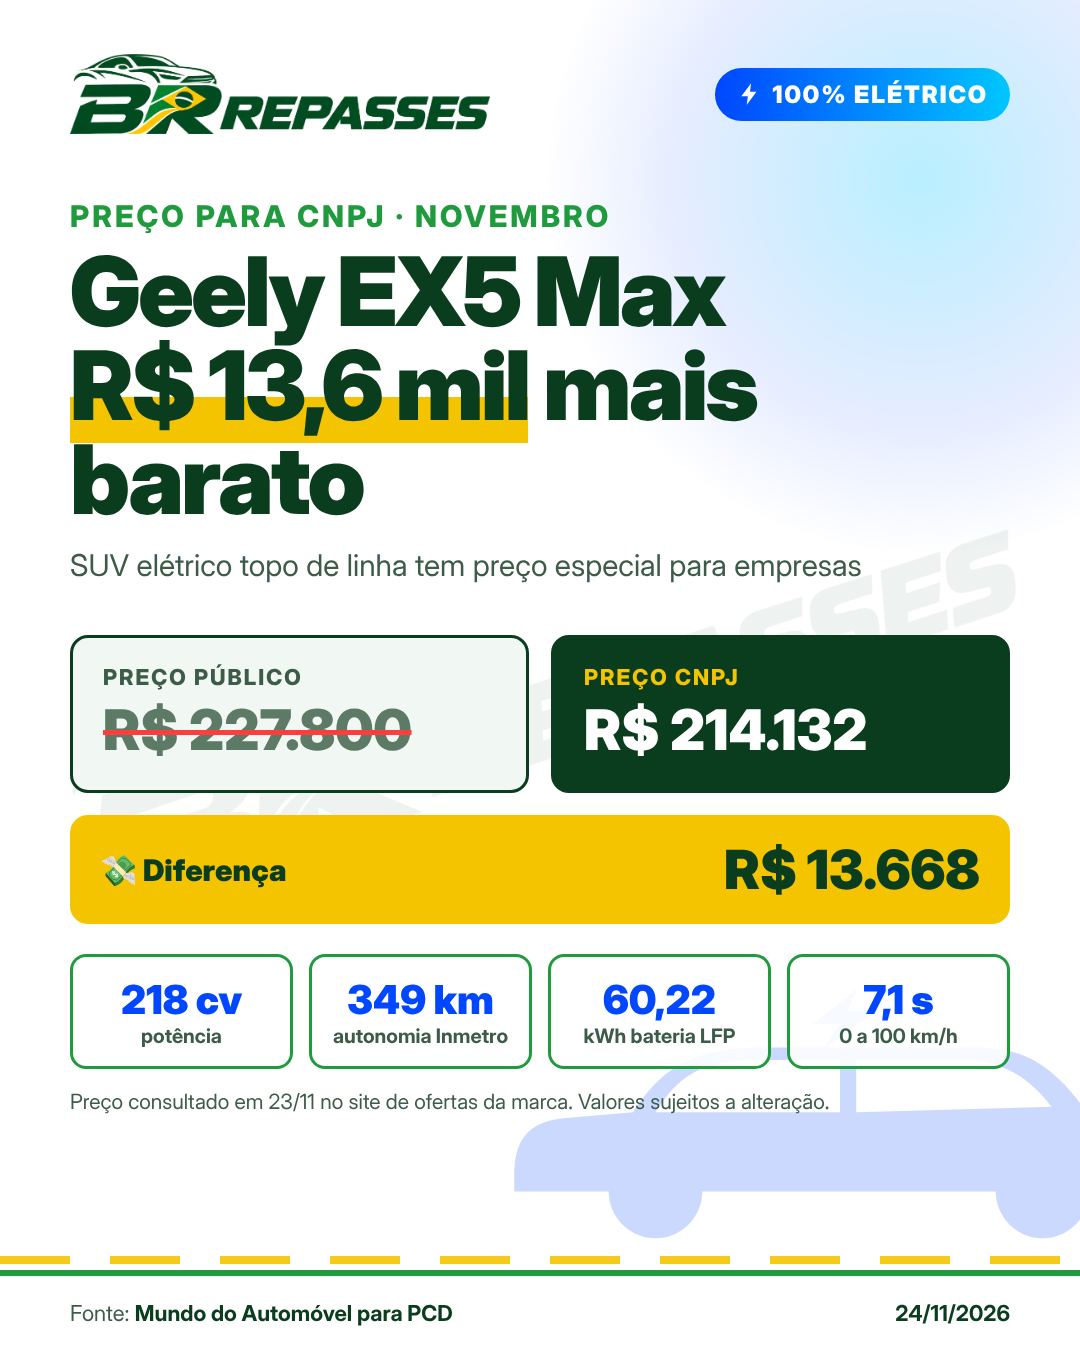 BR REPASSES
100% ELÉTRICO
PREÇO PARA CNPJ · NOVEMBRO
Geely EX5 Max
R$ 13,6 mil mais
barato
SUV elétrico topo de linha tem preço especial para empresas
PREÇO PÚBLICO
R$ 227.800
PREÇO CNPJ
R$ 214.132
💸 Diferença
R$ 13.668
218 cv
potência
349 km
autonomia Inmetro
60,22
kWh bateria LFP
7,1 s
0 a 100 km/h
Preço consultado em 23/11 no site de ofertas da marca. Valores sujeitos a alteração.
Fonte: Mundo do Automóvel para PCD
24/11/2026